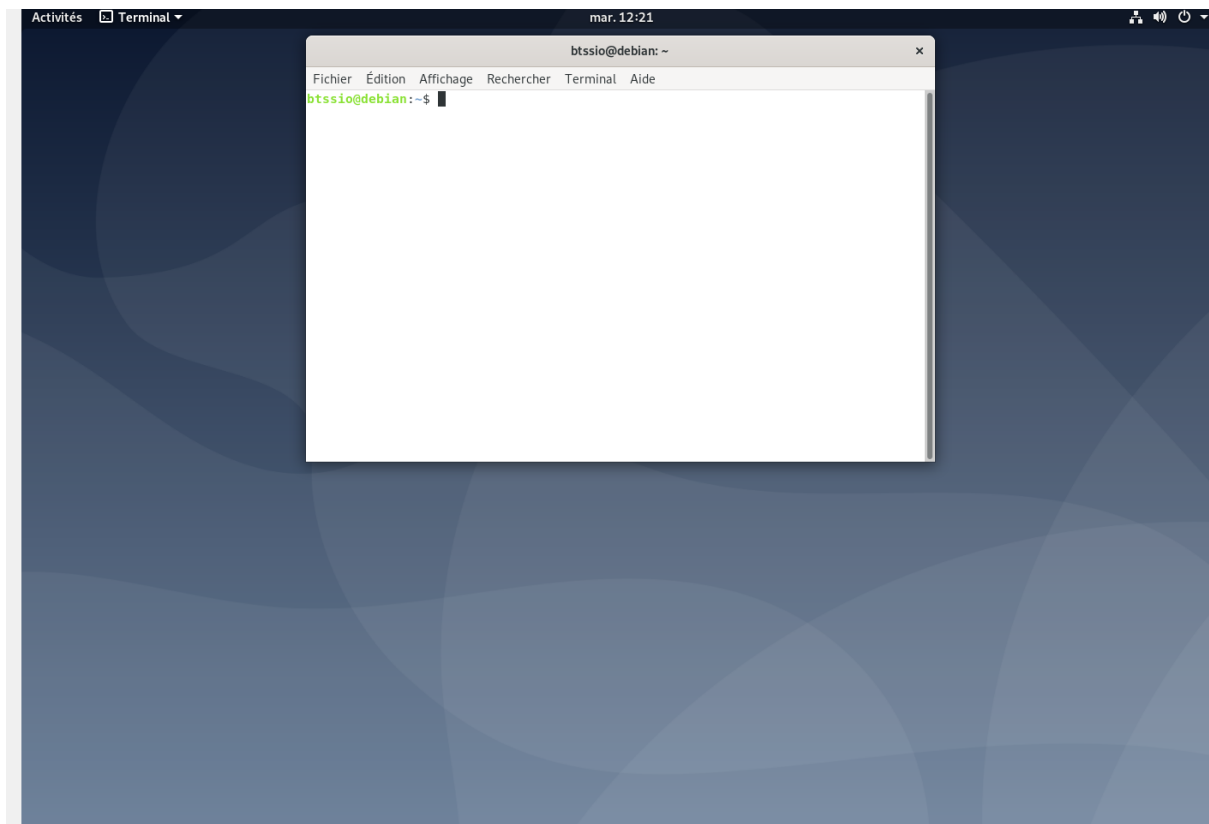 Activités Terminal mar. 12:21
btssio@debian: ~ ×
Fichier Édition Affichage Rechercher Terminal Aide
btssio@debian:~$